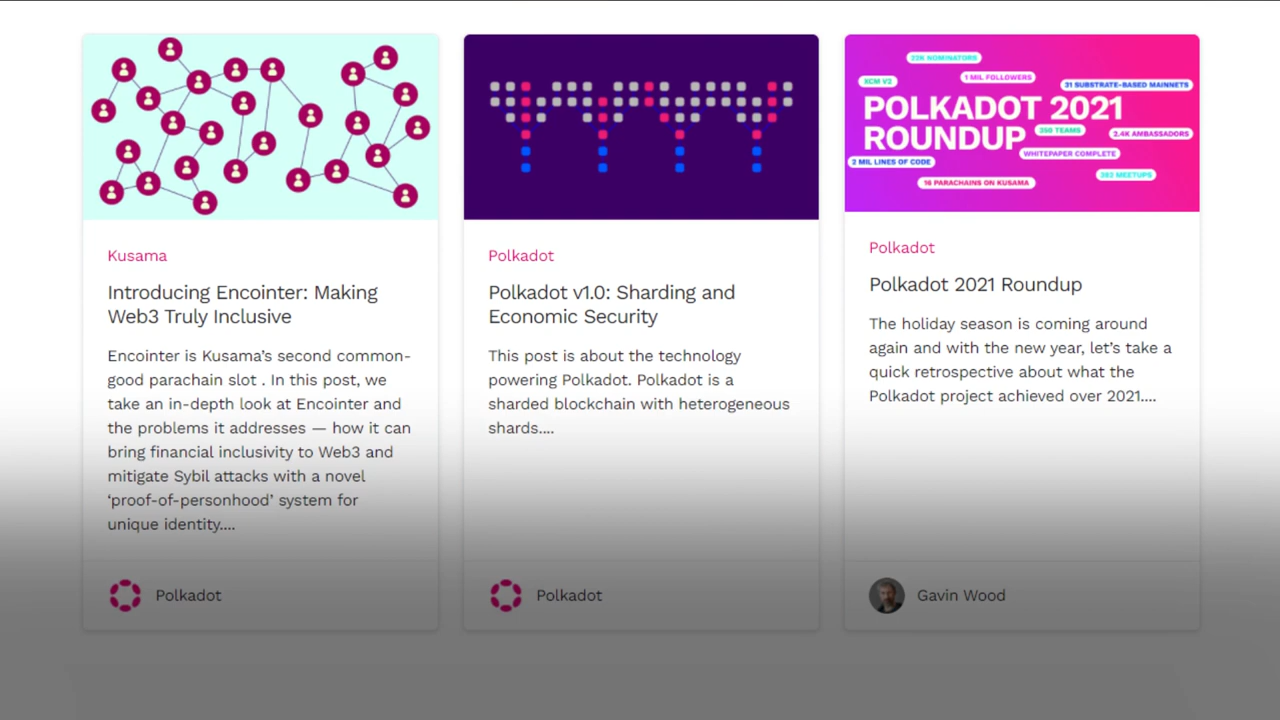 Kusama
Introducing Encointer: Making
Web3 Truly Inclusive
Encointer is Kusama’s second common-
good parachain slot . In this post, we
take an in-depth look at Encointer and
the problems it addresses — how it can
bring financial inclusivity to Web3 and
mitigate Sybil attacks with a novel
‘proof-of-personhood’ system for
unique identity....
Polkadot
Polkadot
Polkadot v1.0: Sharding and
Economic Security
This post is about the technology
powering Polkadot. Polkadot is a
sharded blockchain with heterogeneous
shards....
Polkadot
22K NOMINATORS
XCM V2
1 MIL FOLLOWERS
31 SUBSTRATE-BASED MAINNETS
POLKADOT 2021
ROUNDUP
350 TEAMS
2.4K AMBASSADORS
WHITEPAPER COMPLETE
2 MIL LINES OF CODE
382 MEETUPS
16 PARACHAINS ON KUSAMA
Polkadot
Polkadot 2021 Roundup
The holiday season is coming around
again and with the new year, let’s take a
quick retrospective about what the
Polkadot project achieved over 2021....
Gavin Wood